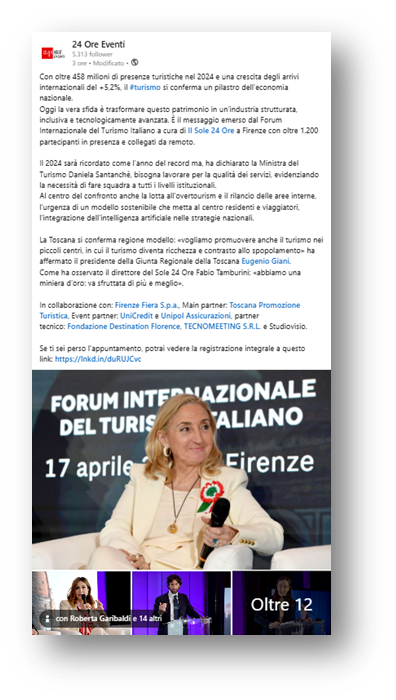 24 Ore Eventi
5.313 follower
3 ore • Modificato •
Con oltre 458 milioni di presenze turistiche nel 2024 e una crescita degli arrivi
internazionali del +5,2%, il #turismo si conferma un pilastro dell'economia
nazionale.
Oggi la vera sfida è trasformare questo patrimonio in un'industria strutturata,
inclusiva e tecnologicamente avanzata. È il messaggio emerso dal Forum
Internazionale del Turismo Italiano a cura di Il Sole 24 Ore a Firenze con oltre 1.200
partecipanti in presenza e collegati da remoto.
Il 2024 sarà ricordato come l'anno del record ma, ha dichiarato la Ministra del
Turismo Daniela Santanchè, bisogna lavorare per la qualità dei servizi, evidenziando
la necessità di fare squadra a tutti i livelli istituzionali.
Al centro del confronto anche la lotta all'overtourism e il rilancio delle aree interne,
l'urgenza di un modello sostenibile che metta al centro residenti e viaggiatori,
l'integrazione dell'intelligenza artificiale nelle strategie nazionali.
La Toscana si conferma regione modello: «vogliamo promuovere anche il turismo nei
piccoli centri, in cui il turismo diventa ricchezza e contrasto allo spopolamento» ha
affermato il presidente della Giunta Regionale della Toscana Eugenio Giani.
Come ha osservato il direttore del Sole 24 Ore Fabio Tamburini: «abbiamo una
miniera d'oro: va sfruttata di più e meglio».
In collaborazione con: Firenze Fiera S.p.a., Main partner: Toscana Promozione
Turistica, Event partner: UniCredit e Unipol Assicurazioni, partner
tecnico: Fondazione Destination Florence, TECNOMEETING S.R.L. e Studiovisio.
Se ti sei perso l'appuntamento, potrai vedere la registrazione integrale a questo
link: https://lnkd.in/duRUJCvc
FORUM INTERNAZIONALE
DEL TURIS ITALIANO
17 aprile 2 Firenze
con Roberta Garibaldi e 14 altri
Oltre 12